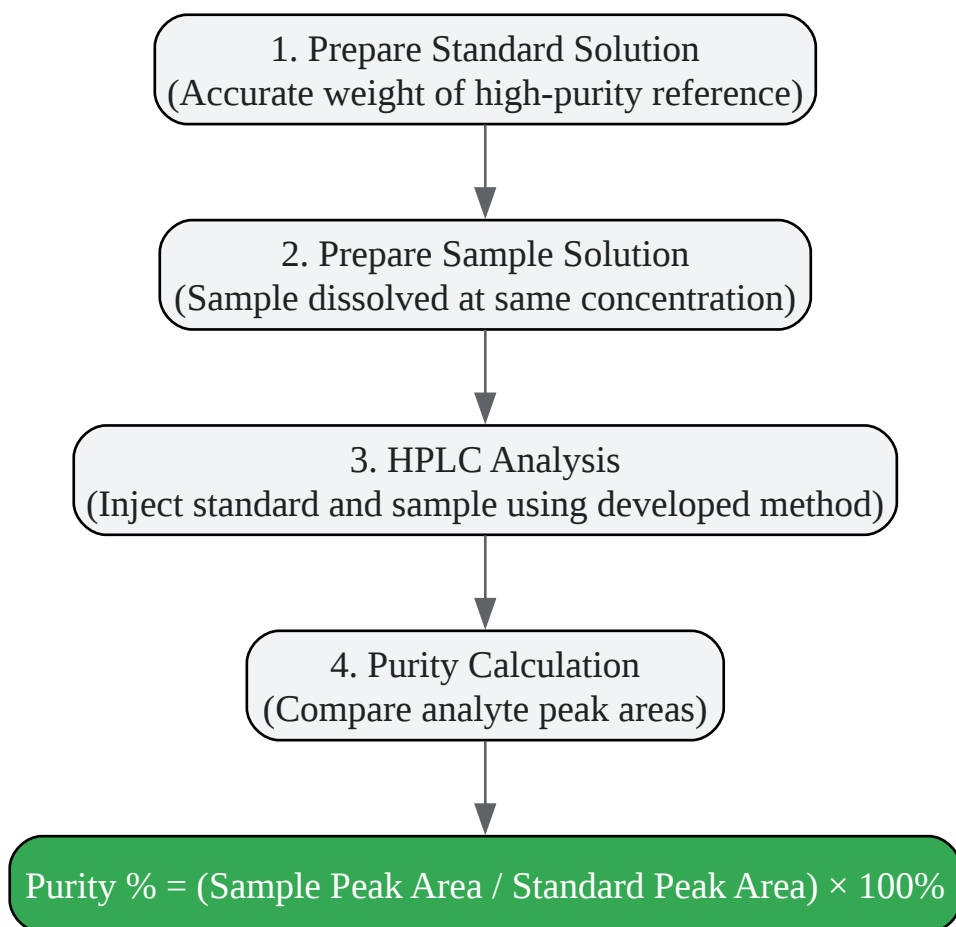 1. Prepare Standard Solution
(Accurate weight of high-purity reference)
2. Prepare Sample Solution
(Sample dissolved at same concentration)
3. HPLC Analysis
(Inject standard and sample using developed method)
4. Purity Calculation
(Compare analyte peak areas)
Purity % = (Sample Peak Area / Standard Peak Area) × 100%